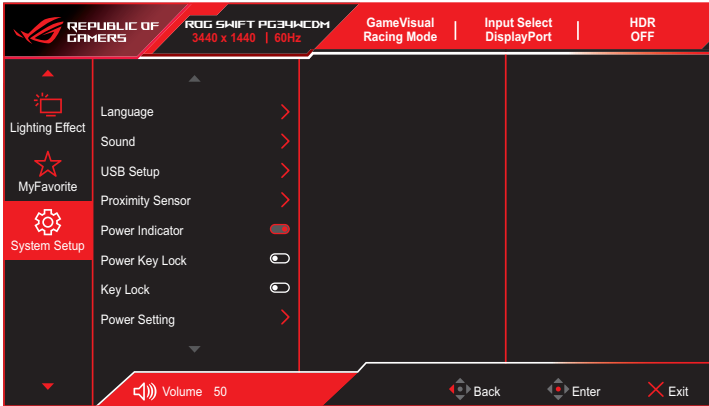 REPUBLIC OF
GAMERS
ROG SWIFT PG34WCDM
3440 x 1440 | 60Hz
GameVisual
Racing Mode
Input Select
DisplayPort
HDR
OFF
Lighting Effect
MyFavorite
System Setup
Language
Sound
USB Setup
Proximity Sensor
Power Indicator
Power Key Lock
Key Lock
Power Setting
Volume 50
Back
Enter
Exit